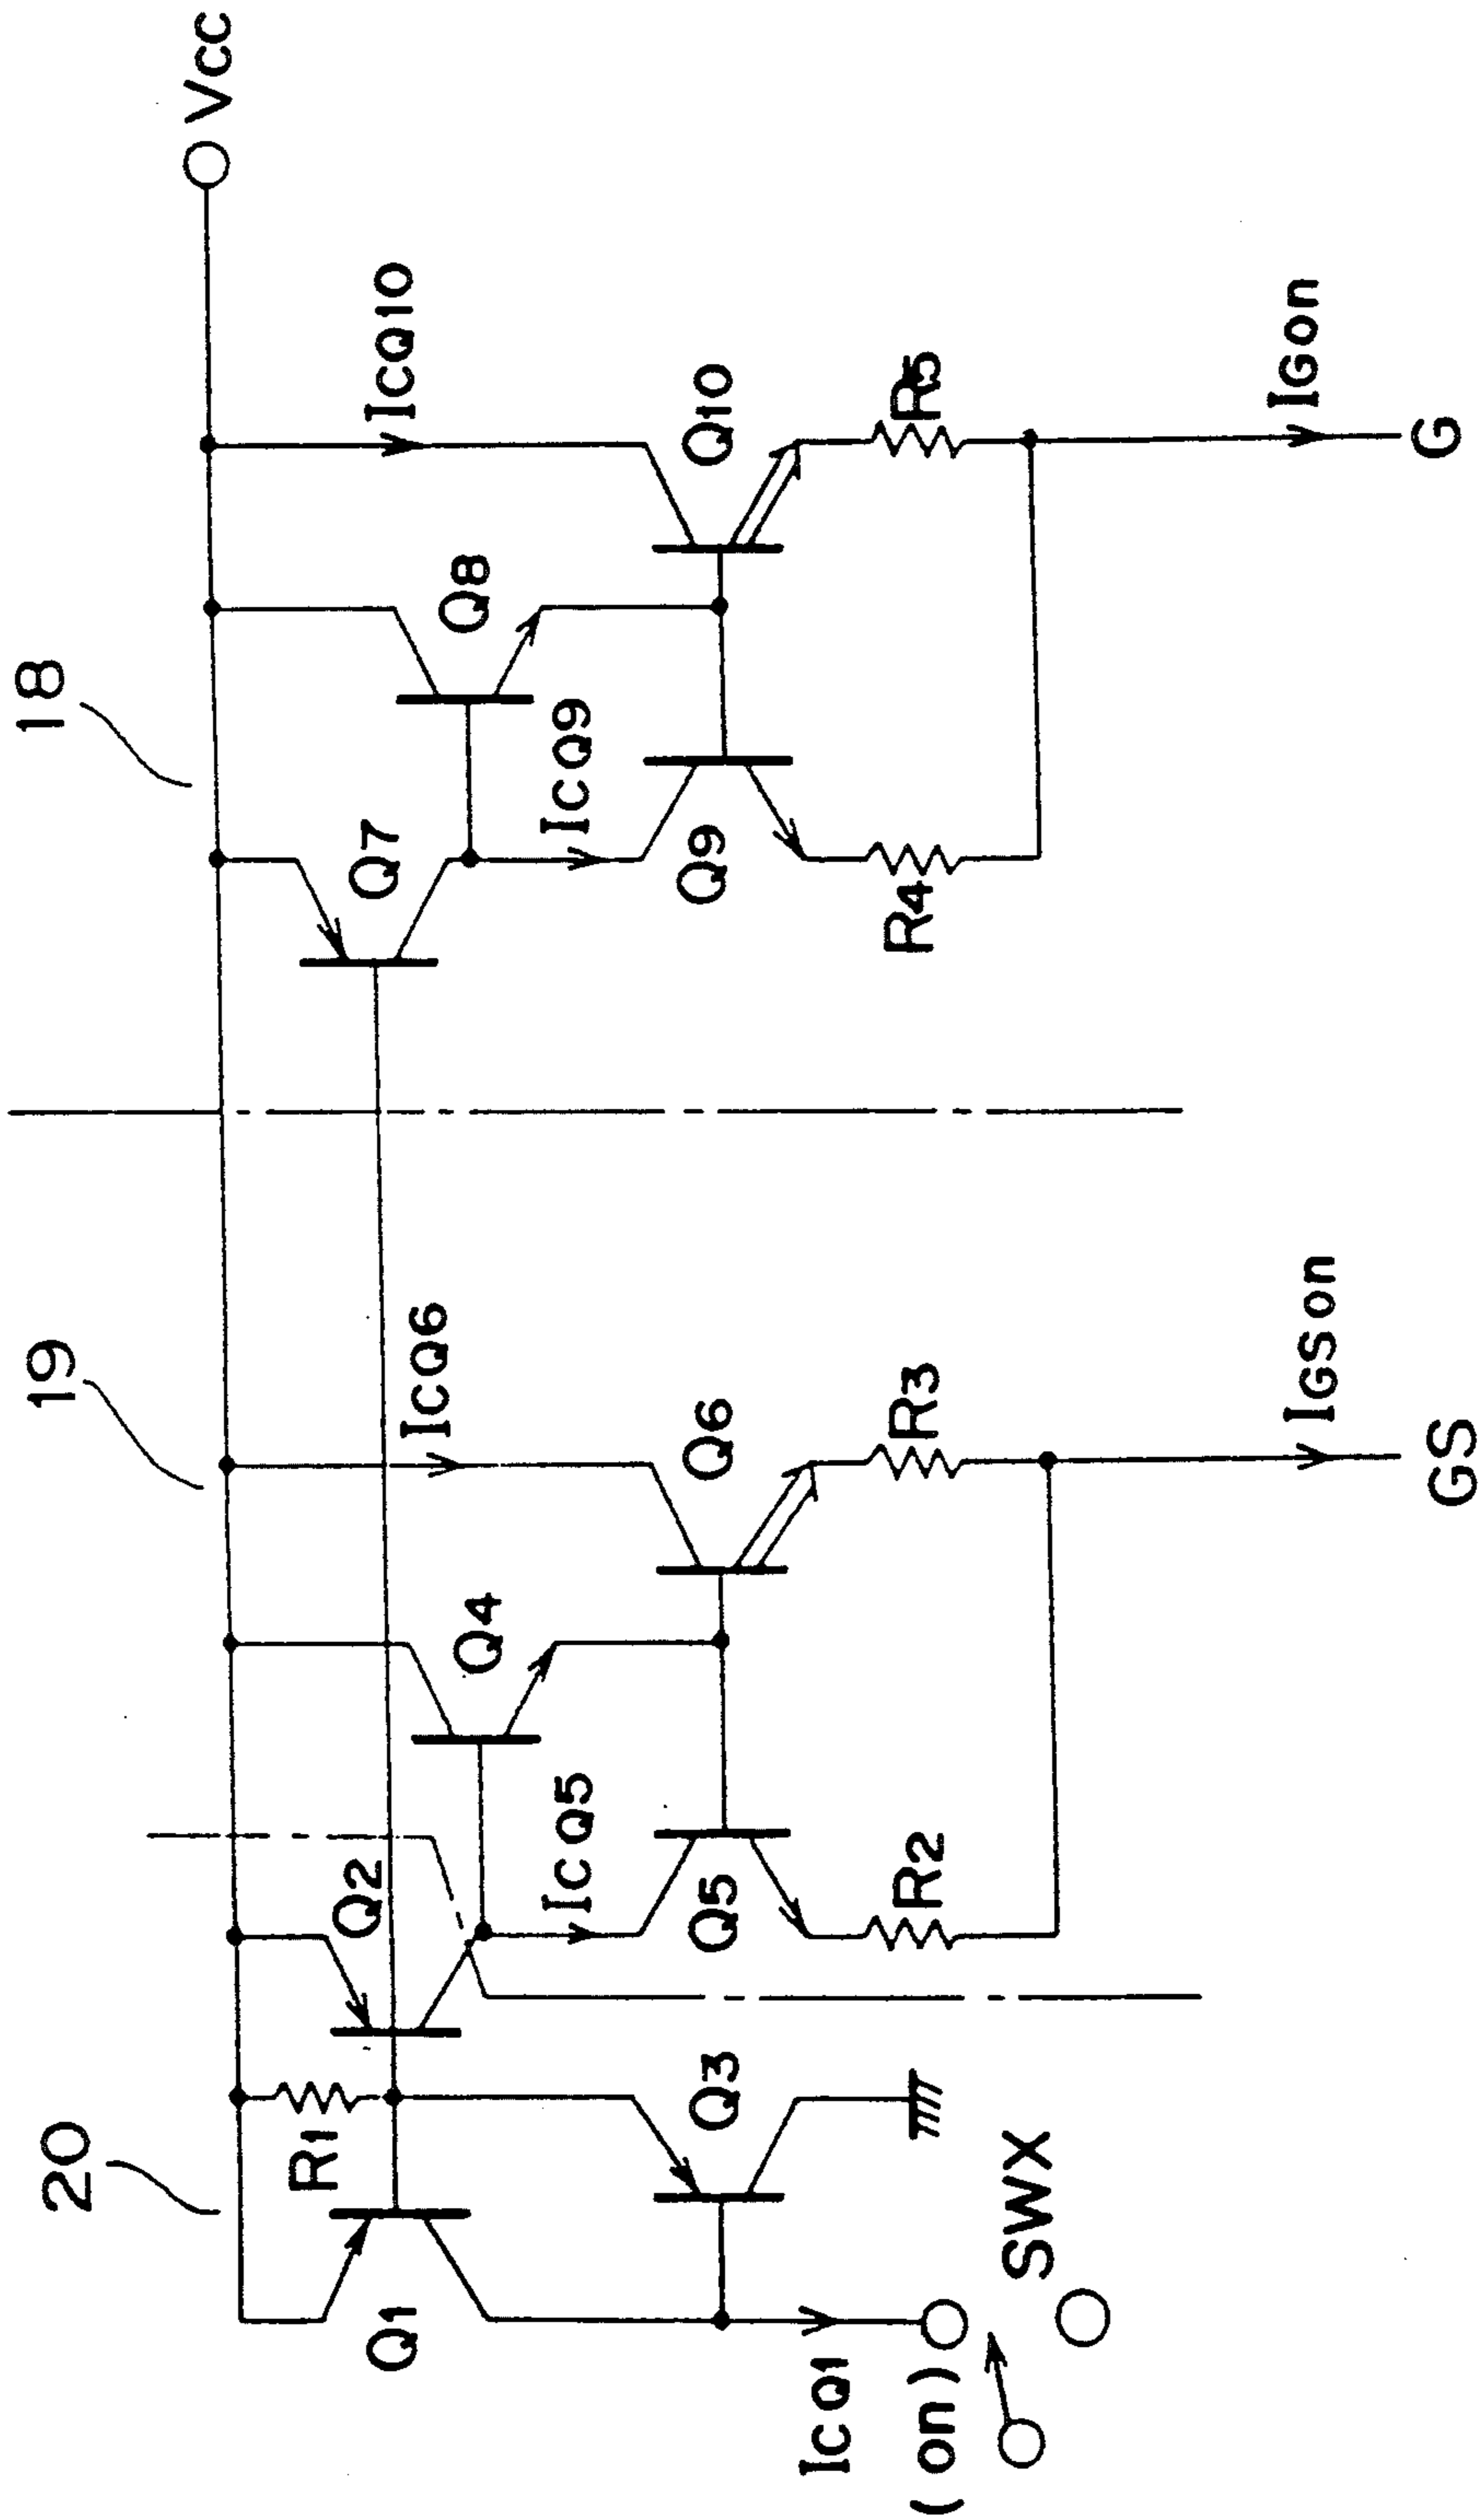 20
19
18
Vcc
R1
Q2
Q7
Q1
IcQ6
IcQ10
Q4
Q8
IcQ5
IcQ9
Q3
Q5
Q6
Q9
Q10
IcQ1
R2
R3
R4
R5
(on)
SWX
IGson
IGon
GS
G